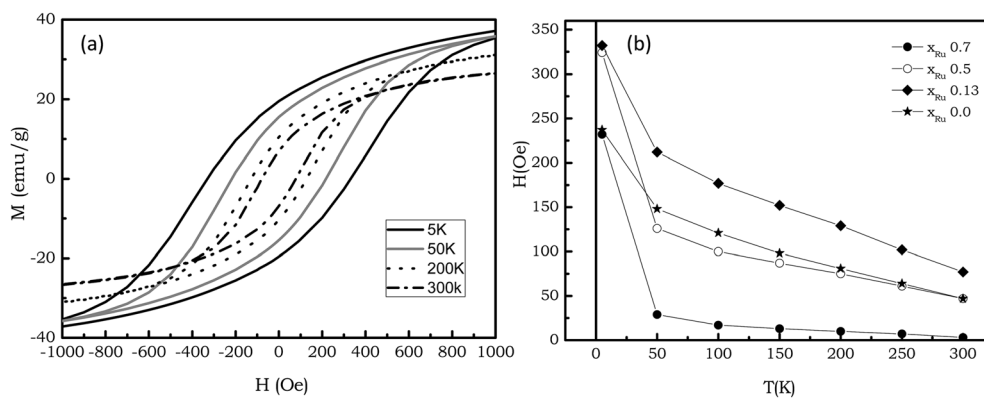 (a)
M (emu/g)
40
20
0
-20
-40
-1000 -800 -600 -400 -200 0 200 400 600 800 1000
H (Oe)
5K
50K
200K
300k
(b)
H(Oe)
350
300
250
200
150
100
50
0
0 50 100 150 200 250 300
T(K)
xRu 0.7
xRu 0.5
xRu 0.13
xRu 0.0